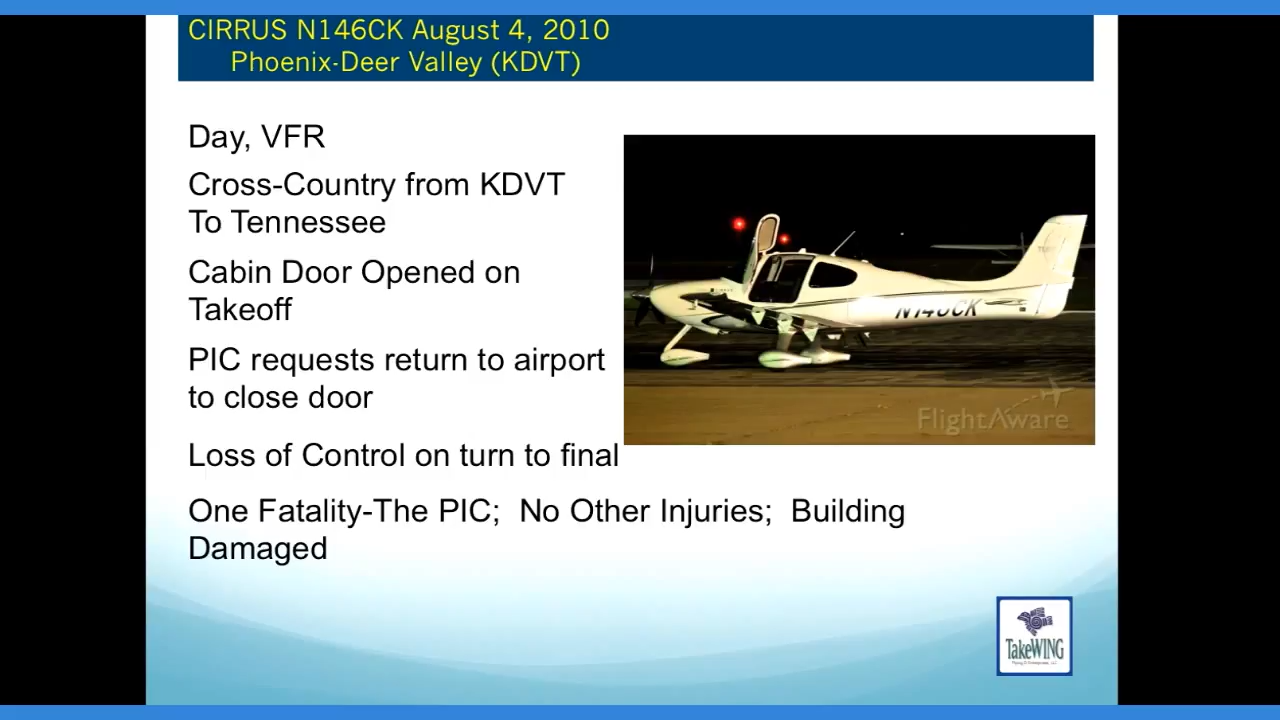 CIRRUS N146CK August 4, 2010
Phoenix-Deer Valley (KDVT)
Day, VFR
Cross-Country from KDVT
To Tennessee
Cabin Door Opened on
Takeoff
PIC requests return to airport
to close door
Loss of Control on turn to final
One Fatality-The PIC;  No Other Injuries;  Building
Damaged
N146CK
FlightAware
TakeWING